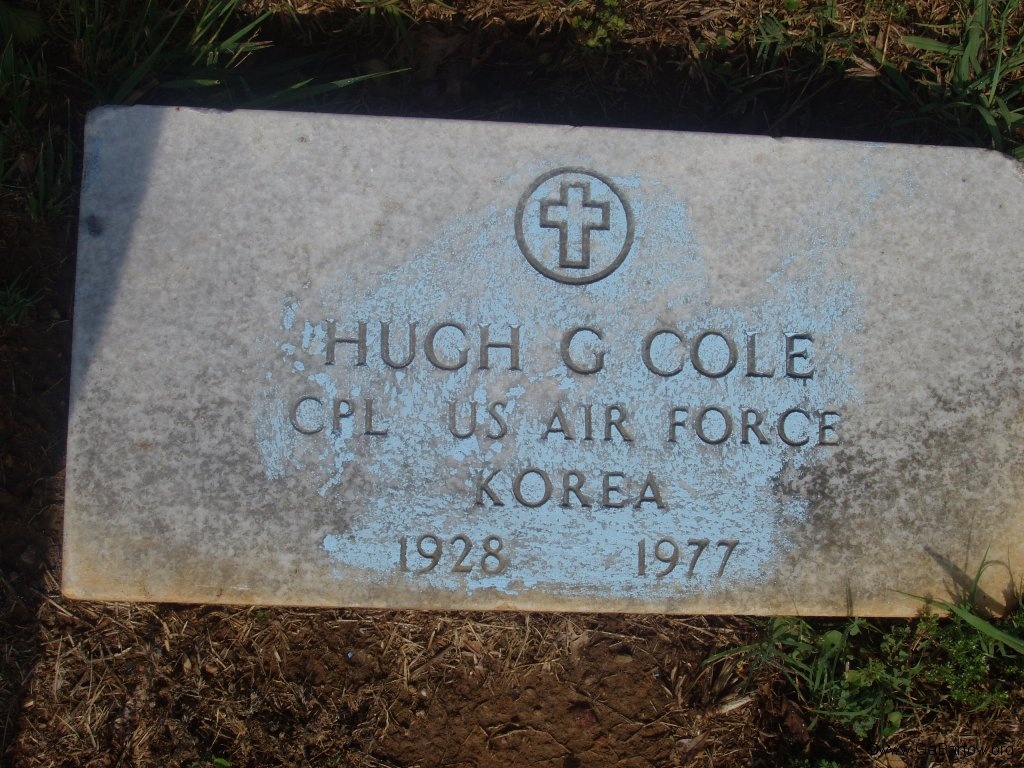 HUGH G COLE
CPL US AIR FORCE
KOREA
1928 1977